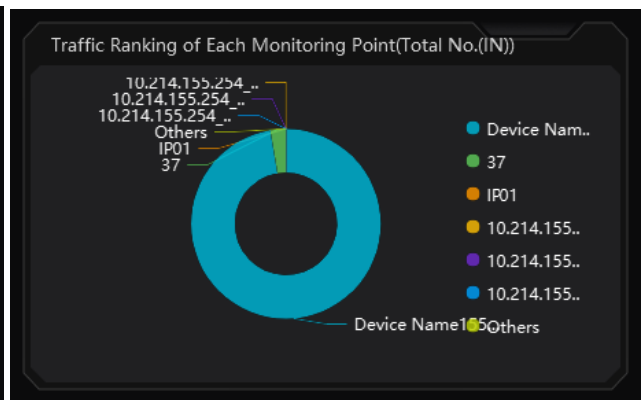 Traffic Ranking of Each Monitoring Point(Total No.(IN))
10.214.155.254_..
10.214.155.254_..
10.214.155.254_..
Others
IP01
37
Device Name155...
Device Nam..
37
IP01
10.214.155..
10.214.155..
10.214.155..
Others